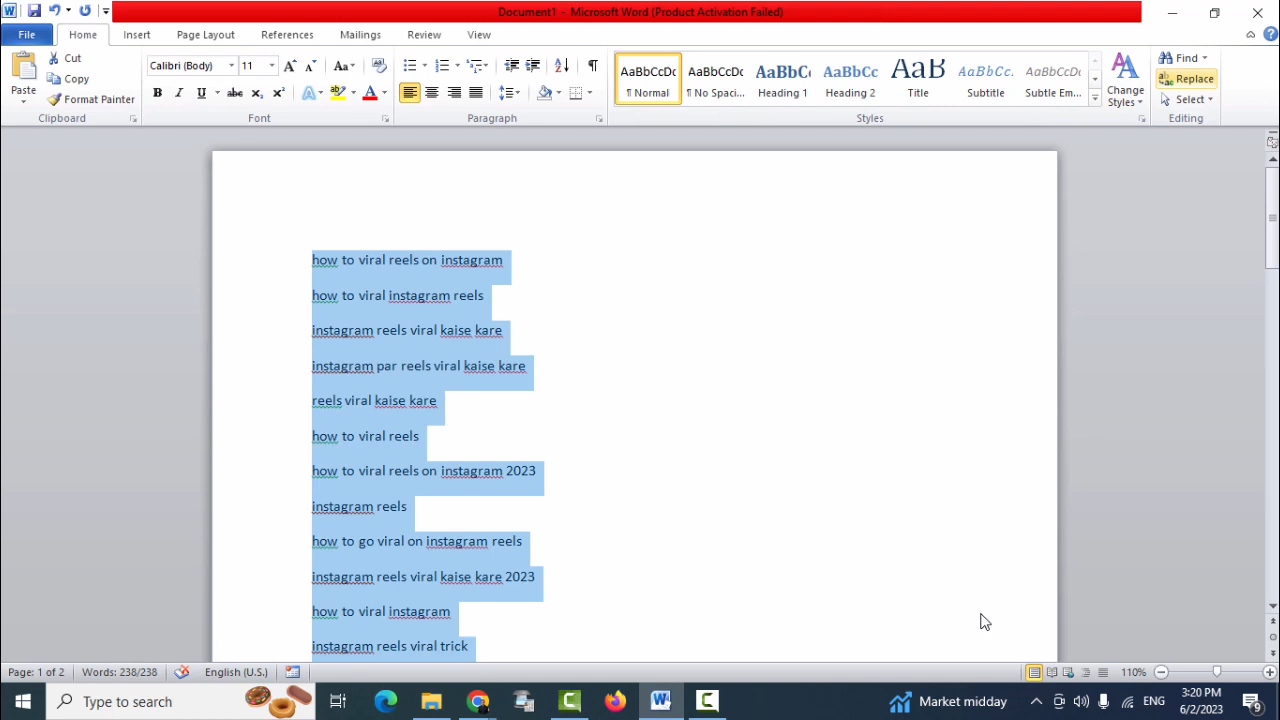 Document1 - Microsoft Word (Product Activation Failed)
File Home Insert Page Layout References Mailings Review View
Paste Cut Copy Format Painter Clipboard
Calibri (Body) 11 Aa B I U abc x₂ x² A A Font
Paragraph
AaBbCcDc AaBbCcDc AaBbC AaBbCc AaB AaBbCc. AaBbCcDc
¶ Normal ¶ No Spaci... Heading 1 Heading 2 Title Subtitle Subtle Em...
Styles
Change Styles
Find Replace Select Editing
how to viral reels on instagram
how to viral instagram reels
instagram reels viral kaise kare
instagram par reels viral kaise kare
reels viral kaise kare
how to viral reels
how to viral reels on instagram 2023
instagram reels
how to go viral on instagram reels
instagram reels viral kaise kare 2023
how to viral instagram
instagram reels viral trick
Page: 1 of 2 Words: 238/238 English (U.S.) 110%
Type to search Market midday ENG 3:20 PM
6/2/2023 9